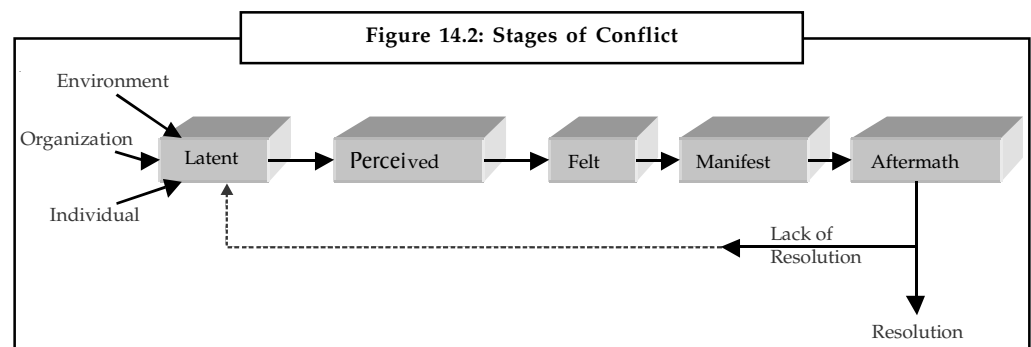 Figure 14.2: Stages of Conflict
Environment
Organization
Individual
Latent
Perceived
Felt
Manifest
Aftermath
Lack of
Resolution
Resolution